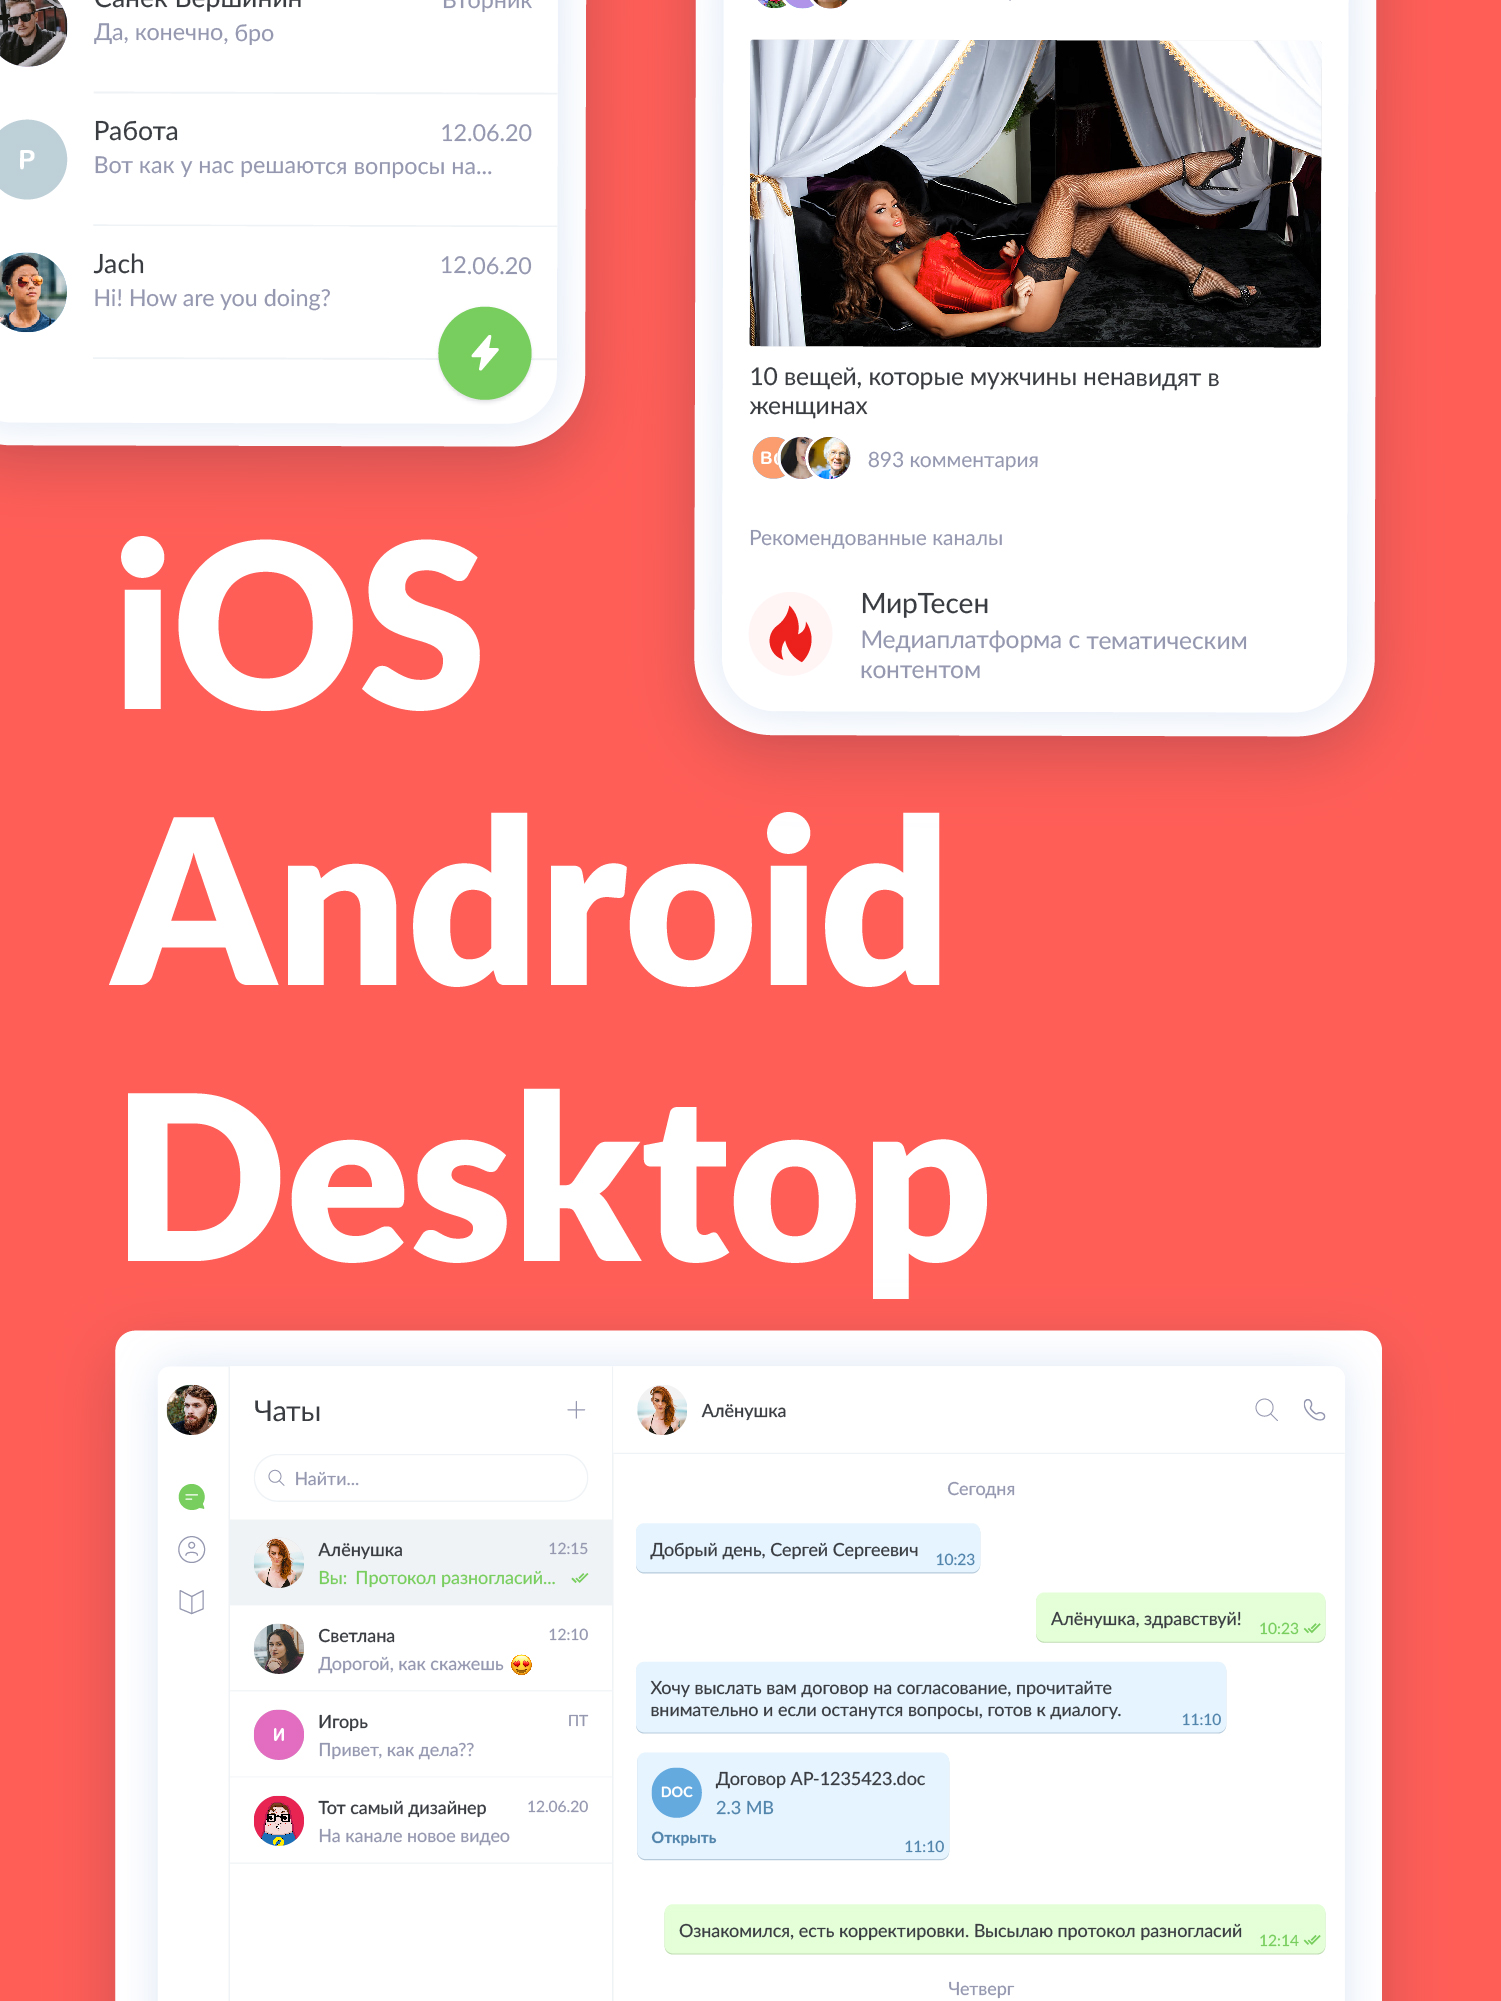 Санёк Вершинин
Вторник
Да, конечно, бро
Р
Работа
12.06.20
Вот как у нас решаются вопросы на...
Jach
12.06.20
Hi! How are you doing?
10 вещей, которые мужчины ненавидят в
женщинах
893 комментария
Рекомендованные каналы
МирТесен
Медиаплатформа с тематическим
контентом
iOS
Android
Desktop
Чаты
Найти...
Алёнушка
12:15
Вы: Протокол разногласий...
Светлана
12:10
Дорогой, как скажешь 😍
И
Игорь
ПТ
Привет, как дела??
Тот самый дизайнер
12.06.20
На канале новое видео
Алёнушка
Сегодня
Добрый день, Сергей Сергеевич
10:23
Алёнушка, здравствуй!
10:23
Хочу выслать вам договор на согласование, прочитайте
внимательно и если останутся вопросы, готов к диалогу.
11:10
DOC
Договор АР-1235423.doc
2.3 MB
Открыть
11:10
Ознакомился, есть корректировки. Высылаю протокол разногласий
12:14
Четверг